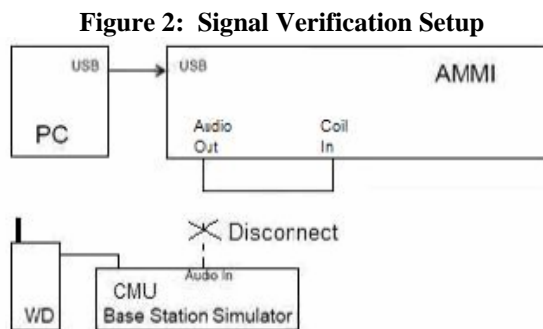 Figure 2: Signal Verification Setup
USB
USB
AMMI
PC
Audio
Out
Coil
In
Disconnect
Audio In
CMU
WD
Base Station Simulator